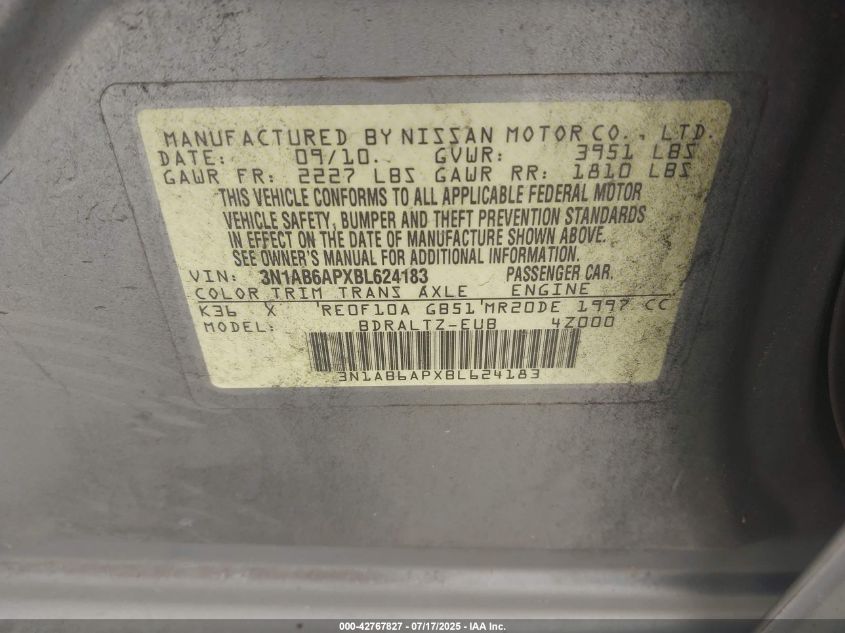 MANUFACTURED BY NISSAN MOTOR CO., LTD.
DATE: 09/10 GVWR: 3951 LBS
GAWR FR: 2227 LBS GAWR RR: 1810 LBS
THIS VEHICLE CONFORMS TO ALL APPLICABLE FEDERAL MOTOR
VEHICLE SAFETY, BUMPER AND THEFT PREVENTION STANDARDS
IN EFFECT ON THE DATE OF MANUFACTURE SHOWN ABOVE.
SEE OWNER'S MANUAL FOR ADDITIONAL INFORMATION.
VIN: 3N1AB6APXBL624183 PASSENGER CAR.
COLOR TRIM TRANS AXLE ENGINE
K36 X RE0F10A GB51 MR20DE 1997 CC
MODEL: BDRALTZ-EUB 4Z000
3N1AB6APXBL624183
000-42767827 - 07/17/2025 - IAA Inc.